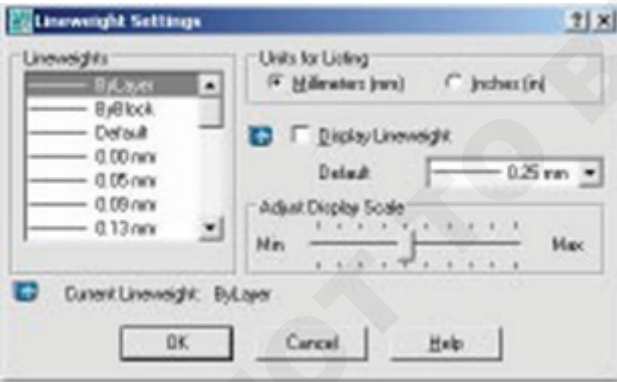 Lineweight Settings
Lineweights
ByLayer
ByBlock
Default
0.00 mm
0.05 mm
0.09 mm
0.13 mm
Units for Listing
Millimeters (mm)
Inches (in)
Display Lineweight
Default
0.25 mm
Adjust Display Scale
Min
Max
Current Lineweight: ByLayer
OK
Cancel
Help